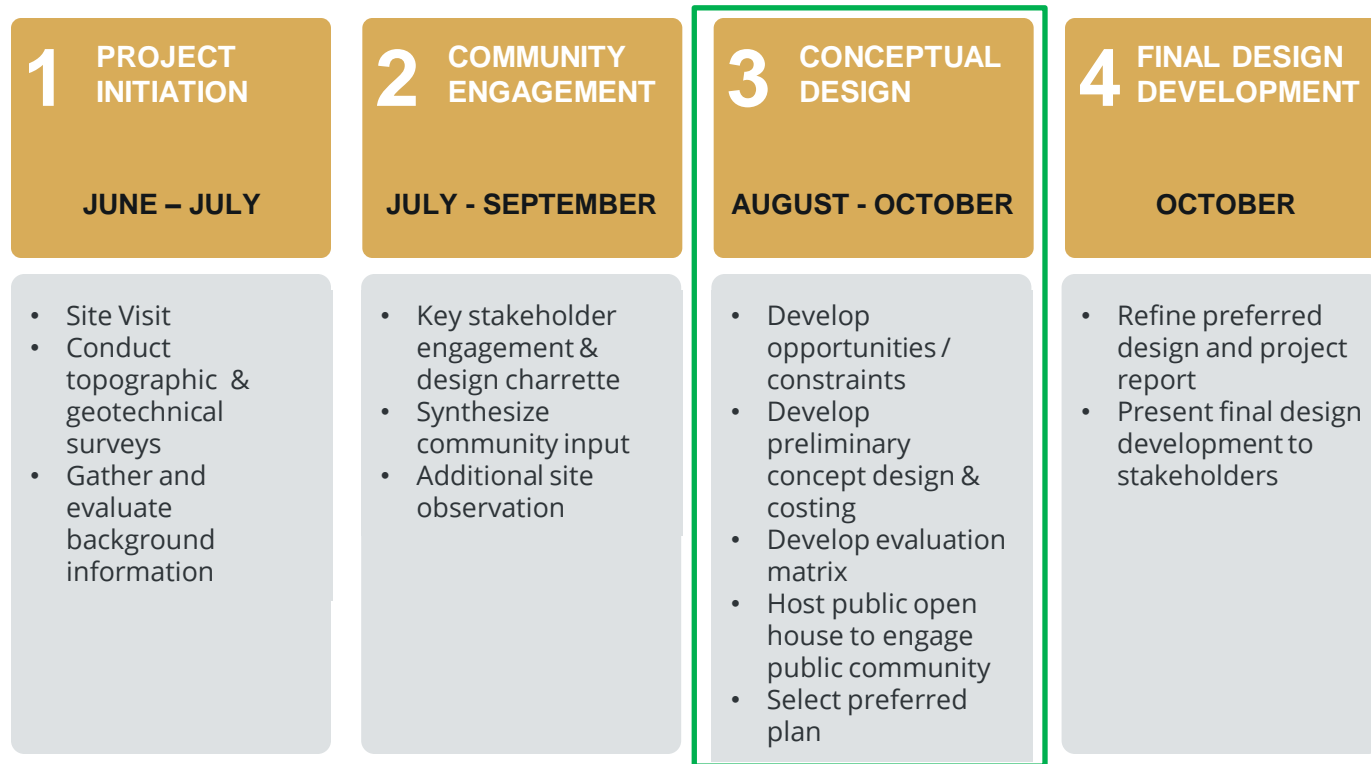 1 PROJECT
INITIATION
JUNE – JULY
• Site Visit
• Conduct
topographic &
geotechnical
surveys
• Gather and
evaluate
background
information
2 COMMUNITY
ENGAGEMENT
JULY - SEPTEMBER
• Key stakeholder
engagement &
design charrette
• Synthesize
community input
• Additional site
observation
3 CONCEPTUAL
DESIGN
AUGUST - OCTOBER
• Develop
opportunities /
constraints
• Develop
preliminary
concept design &
costing
• Develop evaluation
matrix
• Host public open
house to engage
public community
• Select preferred
plan
4 FINAL DESIGN
DEVELOPMENT
OCTOBER
• Refine preferred
design and project
report
• Present final design
development to
stakeholders